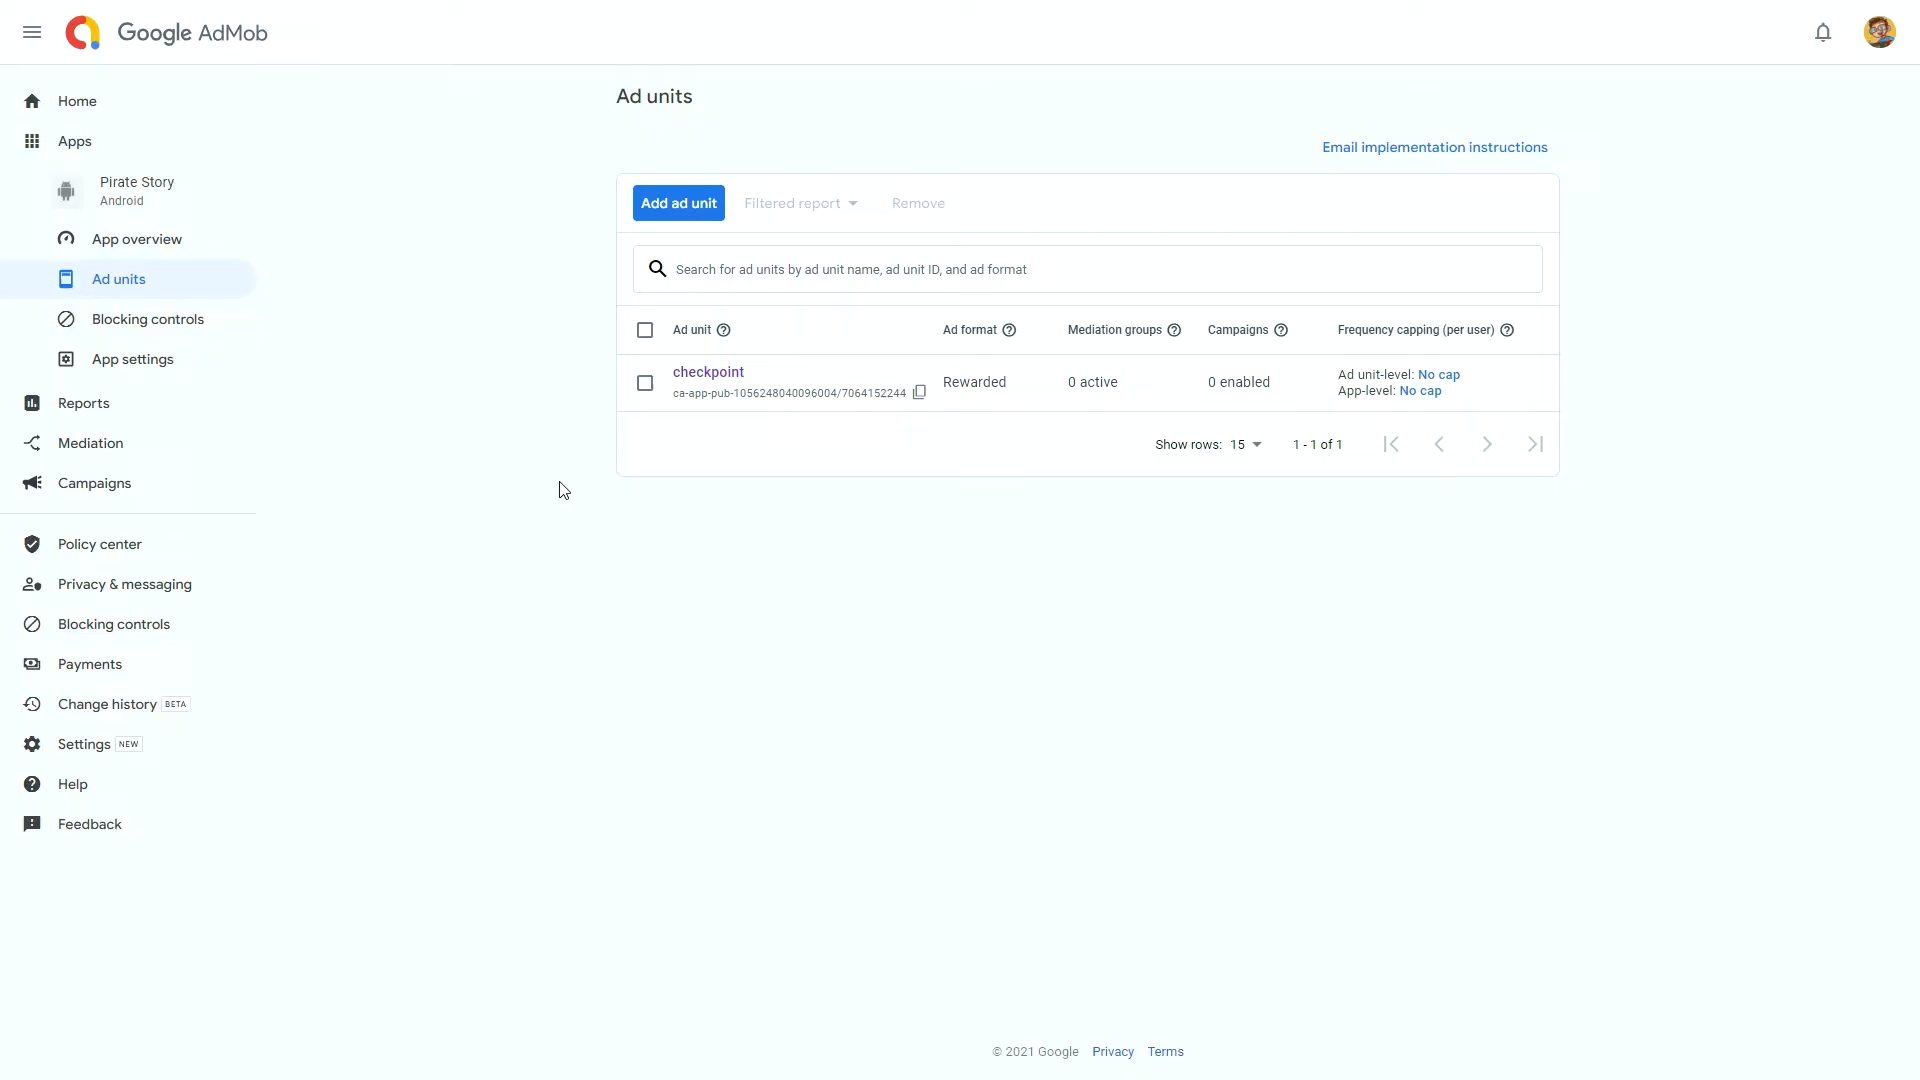 Google AdMob
Home
Apps
Pirate Story
Android
App overview
Ad units
Blocking controls
App settings
Reports
Mediation
Campaigns
Policy center
Privacy & messaging
Blocking controls
Payments
Change history BETA
Settings NEW
Help
Feedback
Ad units
Email implementation instructions
Add ad unit Filtered report Remove
Search for ad units by ad unit name, ad unit ID, and ad format
Ad unit Ad format Mediation groups Campaigns Frequency capping (per user)
checkpoint
ca-app-pub-1056248040096004/7064152244
Rewarded
0 active
0 enabled
Ad unit-level: No cap
App-level: No cap
Show rows: 15 1 - 1 of 1
© 2021 Google Privacy Terms